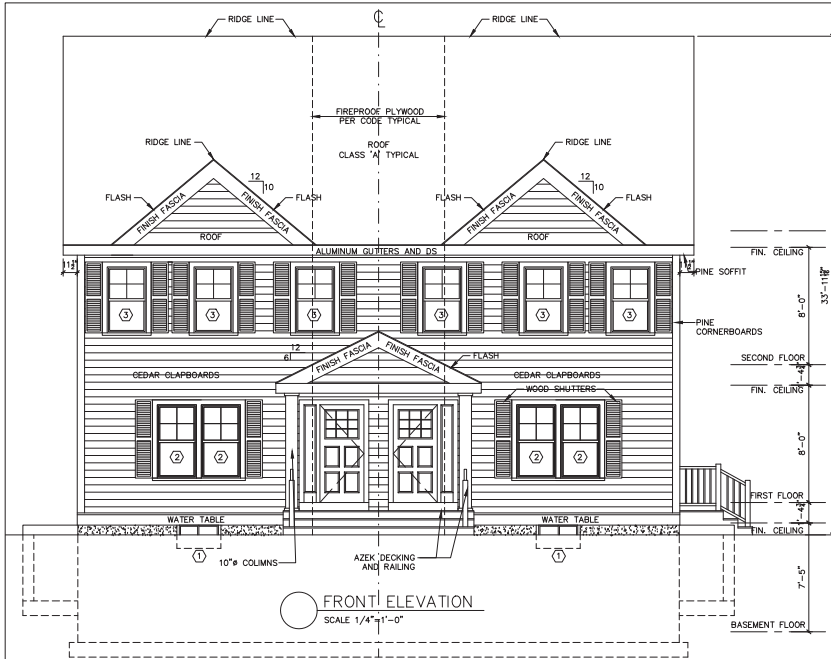 RIDGE LINE
℄
RIDGE LINE
FIREPROOF PLYWOOD
PER CODE TYPICAL
ROOF
CLASS 'A' TYPICAL
RIDGE LINE
RIDGE LINE
12
10
12
10
FLASH
FINISH FASCIA
FINISH FASCIA
FLASH
FLASH
FINISH FASCIA
FINISH FASCIA
FLASH
ROOF
ROOF
ALUMINUM GUTTERS AND DS
FIN. CEILING
PINE SOFFIT
33'-11
8'-0"
3
3
3
3
3
3
PINE
CORNERBOARDS
12
6
FINISH FASCIA
FINISH FASCIA
FLASH
SECOND FLOOR
CEDAR CLAPBOARDS
CEDAR CLAPBOARDS
WOOD SHUTTERS
FIN. CEILING
8'-0"
2
2
2
2
FIRST FLOOR
WATER TABLE
WATER TABLE
FIN. CEILING
1
1
10"ø COLIMNS
AZEK DECKING
AND RAILING
7'-5"
FRONT ELEVATION
SCALE 1/4"=1'-0"
BASEMENT FLOOR